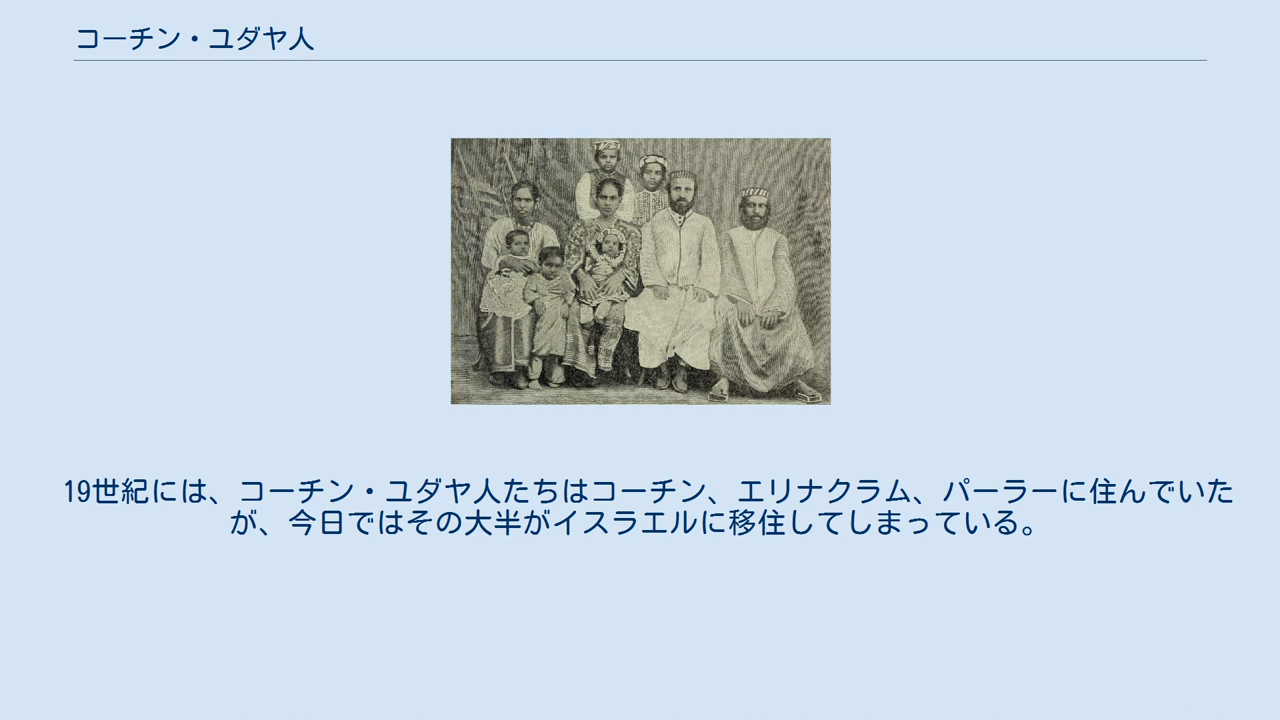 コーチン・ユダヤ人
19世紀には、コーチン・ユダヤ人たちはコーチン、エリナクラム、パーラーに住んでいた
が、今日ではその大半がイスラエルに移住してしまっている。